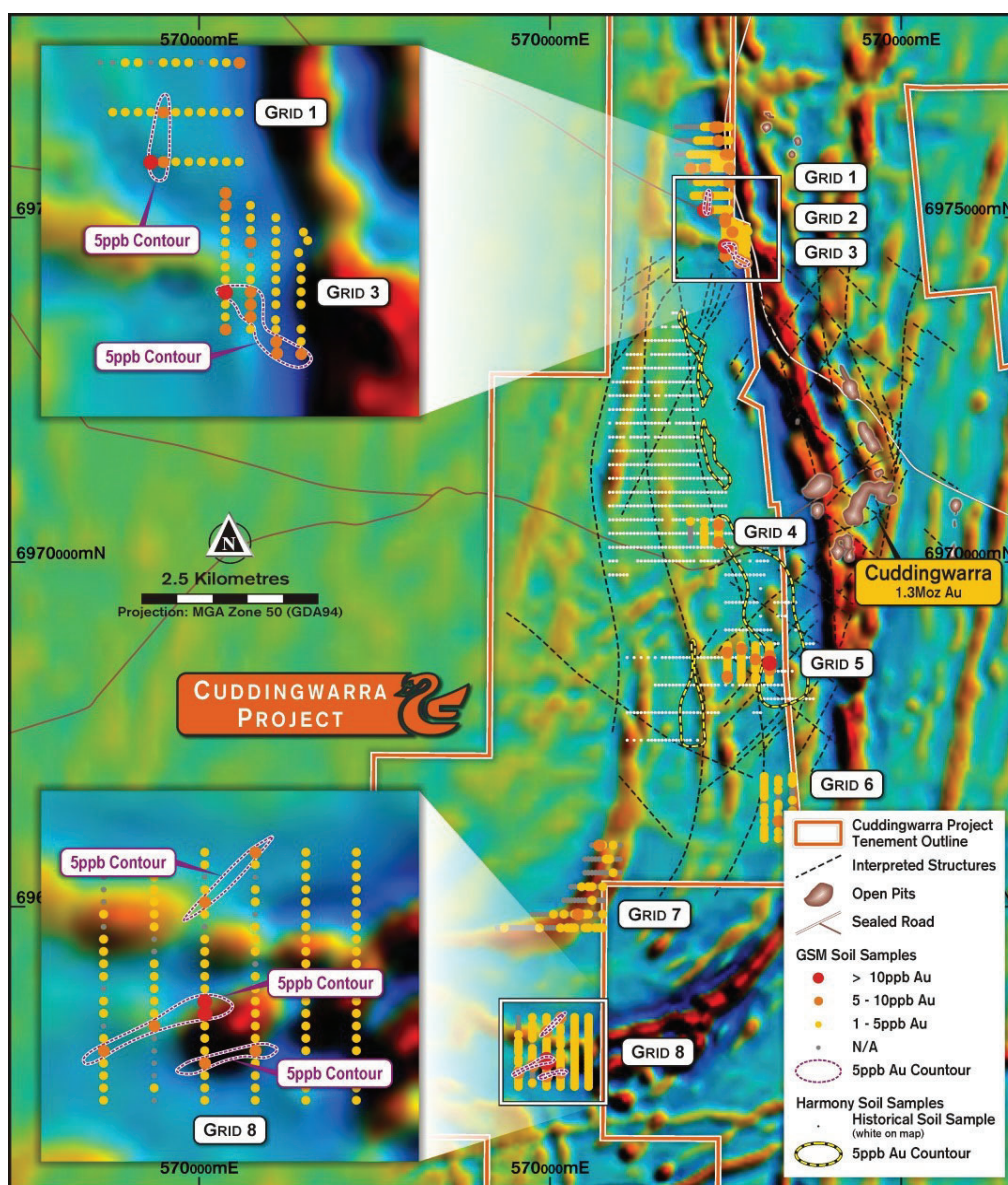 570000mE
570000mE
570000mE
GRID 1
5ppb Contour
GRID 3
5ppb Contour
GRID 1
GRID 2
GRID 3
6975000mN
697
6970000mN
6970000mN
N
2.5 Kilometres
Projection: MGA Zone 50 (GDA94)
GRID 4
Cuddingwarra
1.3Moz Au
GRID 5
CUDDINGWARRA
PROJECT
GRID 6
5ppb Contour
696
5ppb Contour
5ppb Contour
GRID 8
GRID 7
GRID 8
Cuddingwarra Project
Tenement Outline
Interpreted Structures
Open Pits
Sealed Road
GSM Soil Samples
> 10ppb Au
5 - 10ppb Au
1 - 5ppb Au
N/A
5ppb Au Countour
Harmony Soil Samples
Historical Soil Sample
(white on map)
5ppb Au Countour
570000mE
570000mE